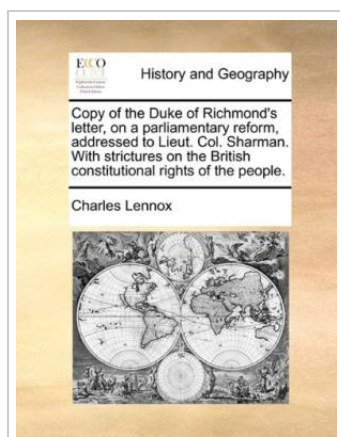 ECCO
History and Geography
Copy of the Duke of Richmond's
letter, on a parliamentary reform,
addressed to Lieut. Col. Sharman.
With strictures on the British
constitutional rights of the people.
Charles Lennox